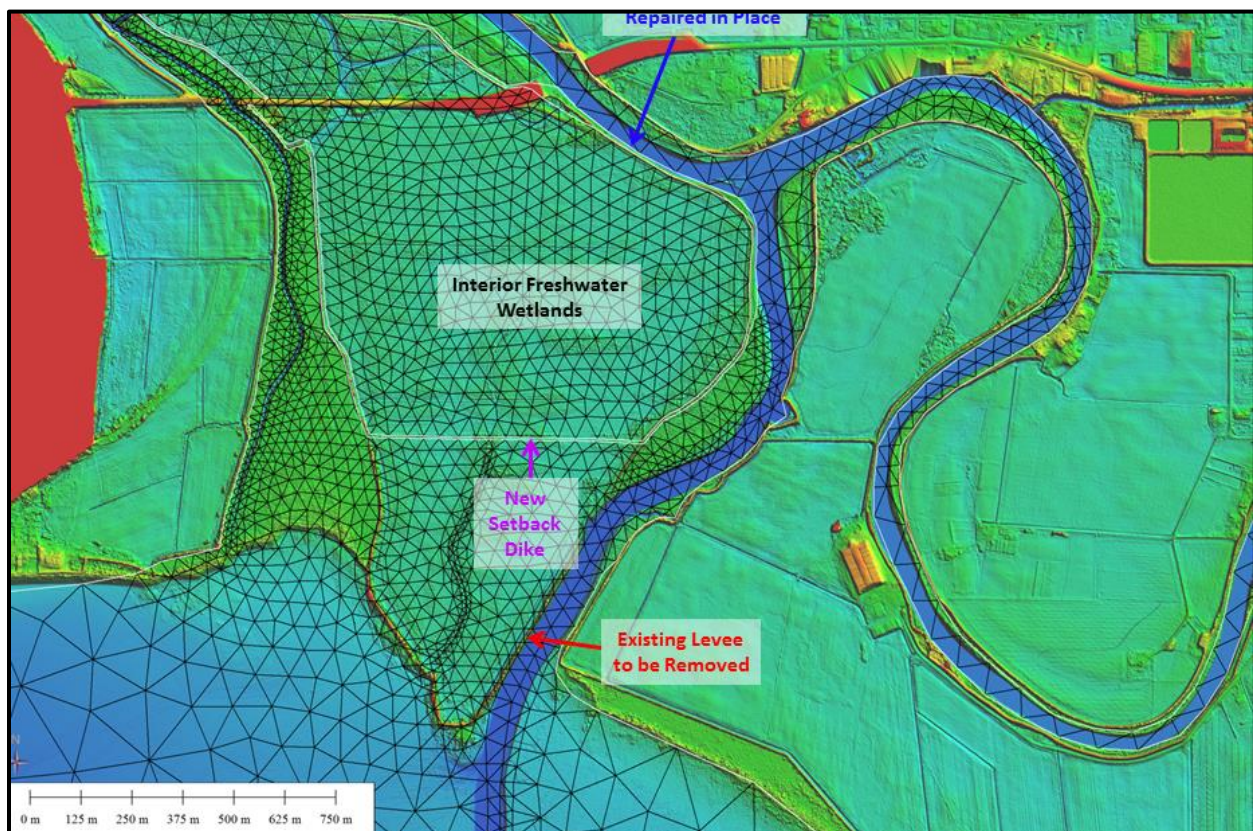 Repaired in Place
Interior Freshwater
Wetlands
New
Setback
Dike
Existing Levee
to be Removed
N
0 m 125 m 250 m 375 m 500 m 625 m 750 m